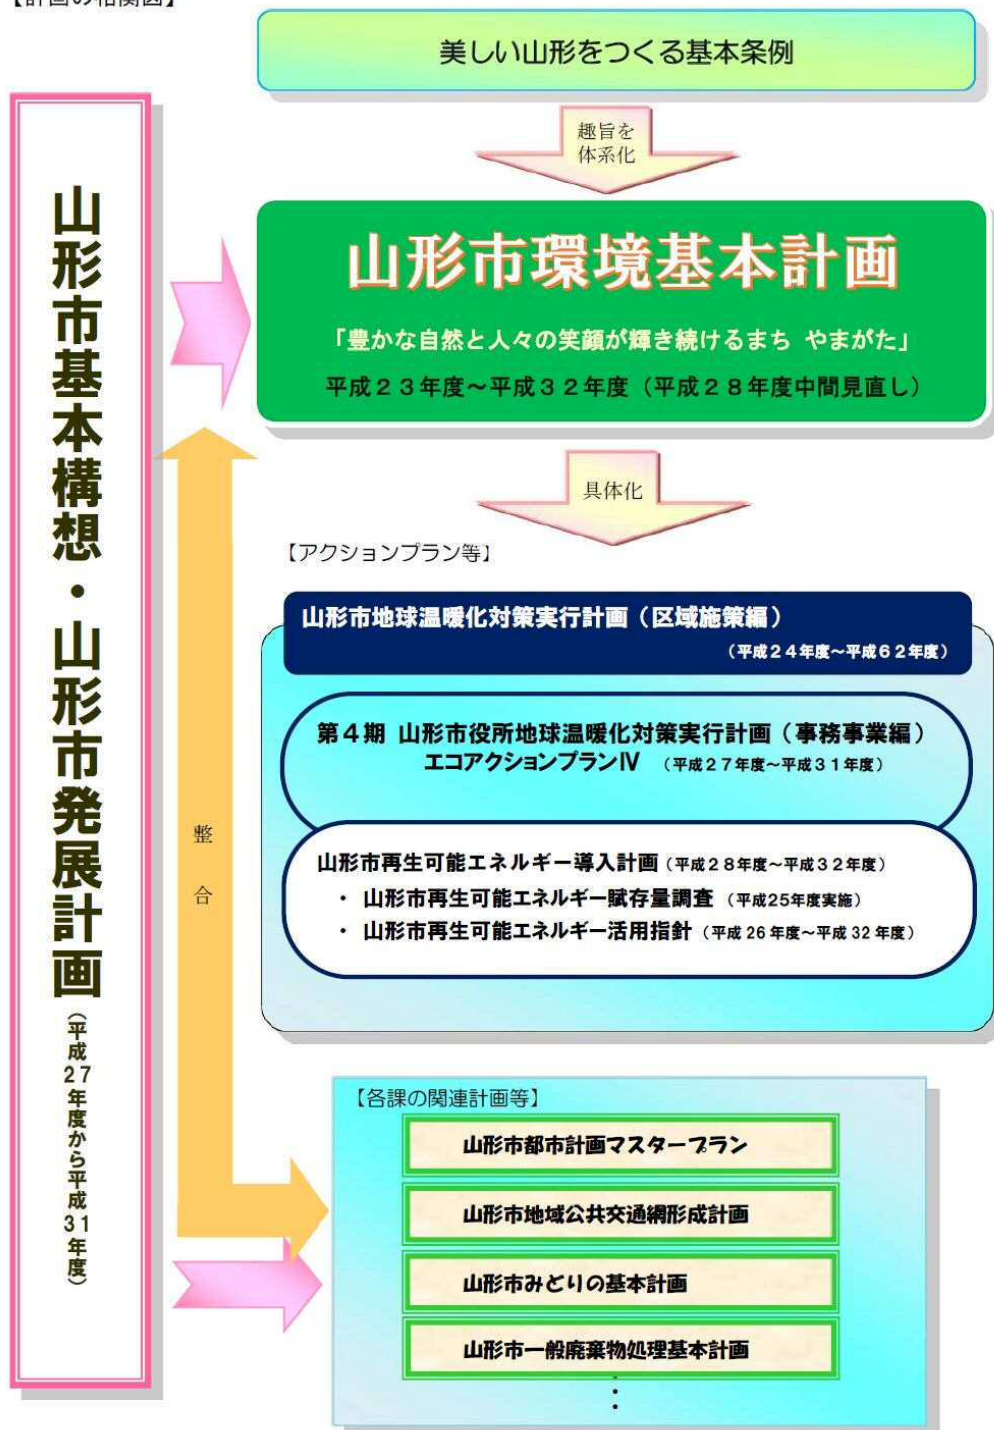 【計画の相関図】
美しい山形をつくる基本条例
趣旨を
体系化
山形市基本構想・山形市発展計画(平成27年度から平成31年度)
山形市環境基本計画
「豊かな自然と人々の笑顔が輝き続けるまち やまがた」
平成23年度～平成32年度(平成28年度中間見直し)
具体化
【アクションプラン等】
山形市地球温暖化対策実行計画(区域施策編)
(平成24年度～平成62年度)
第4期 山形市役所地球温暖化対策実行計画(事務事業編)
エコアクションプランⅣ (平成27年度～平成31年度)
山形市再生可能エネルギー導入計画(平成28年度～平成32年度)
・ 山形市再生可能エネルギー賦存量調査 (平成25年度実施)
・ 山形市再生可能エネルギー活用指針 (平成26年度～平成32年度)
整
合
【各課の関連計画等】
山形市都市計画マスタープラン
山形市地域公共交通網形成計画
山形市みどりの基本計画
山形市一般廃棄物処理基本計画
⋮